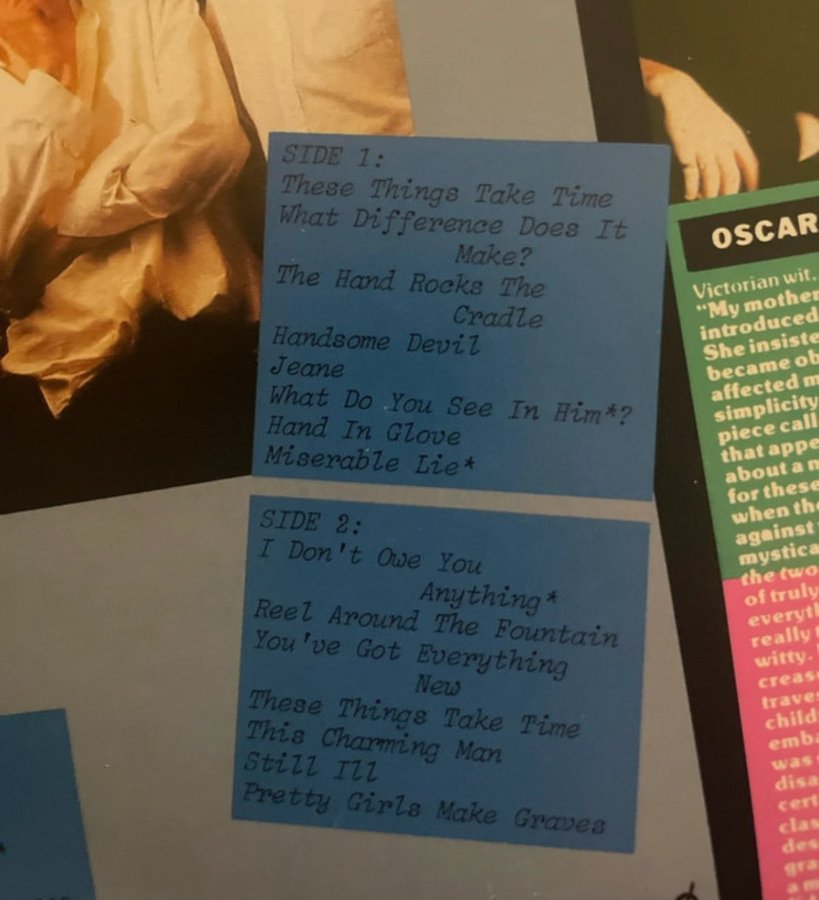 SIDE 1:
These Things Take Time
What Difference Does It
Make?
The Hand Rocks The
Cradle
Handsome Devil
Jeane
What Do You See In Him*?
Hand In Glove
Miserable Lie*
SIDE 2:
I Don't Owe You
Anything*
Reel Around The Fountain
You've Got Everything
New
These Things Take Time
This Charming Man
Still Ill
Pretty Girls Make Graves
OSCAR
Victorian wit.
"My mother
introduced
She insiste
became ob
affected m
simplicity
piece call
that appe
about a m
for these
when the
against
mystica
the two
of truly
everyt
really
witty.
creas
traves
child
emba
was
disa
cert
clas
des
gra
a m